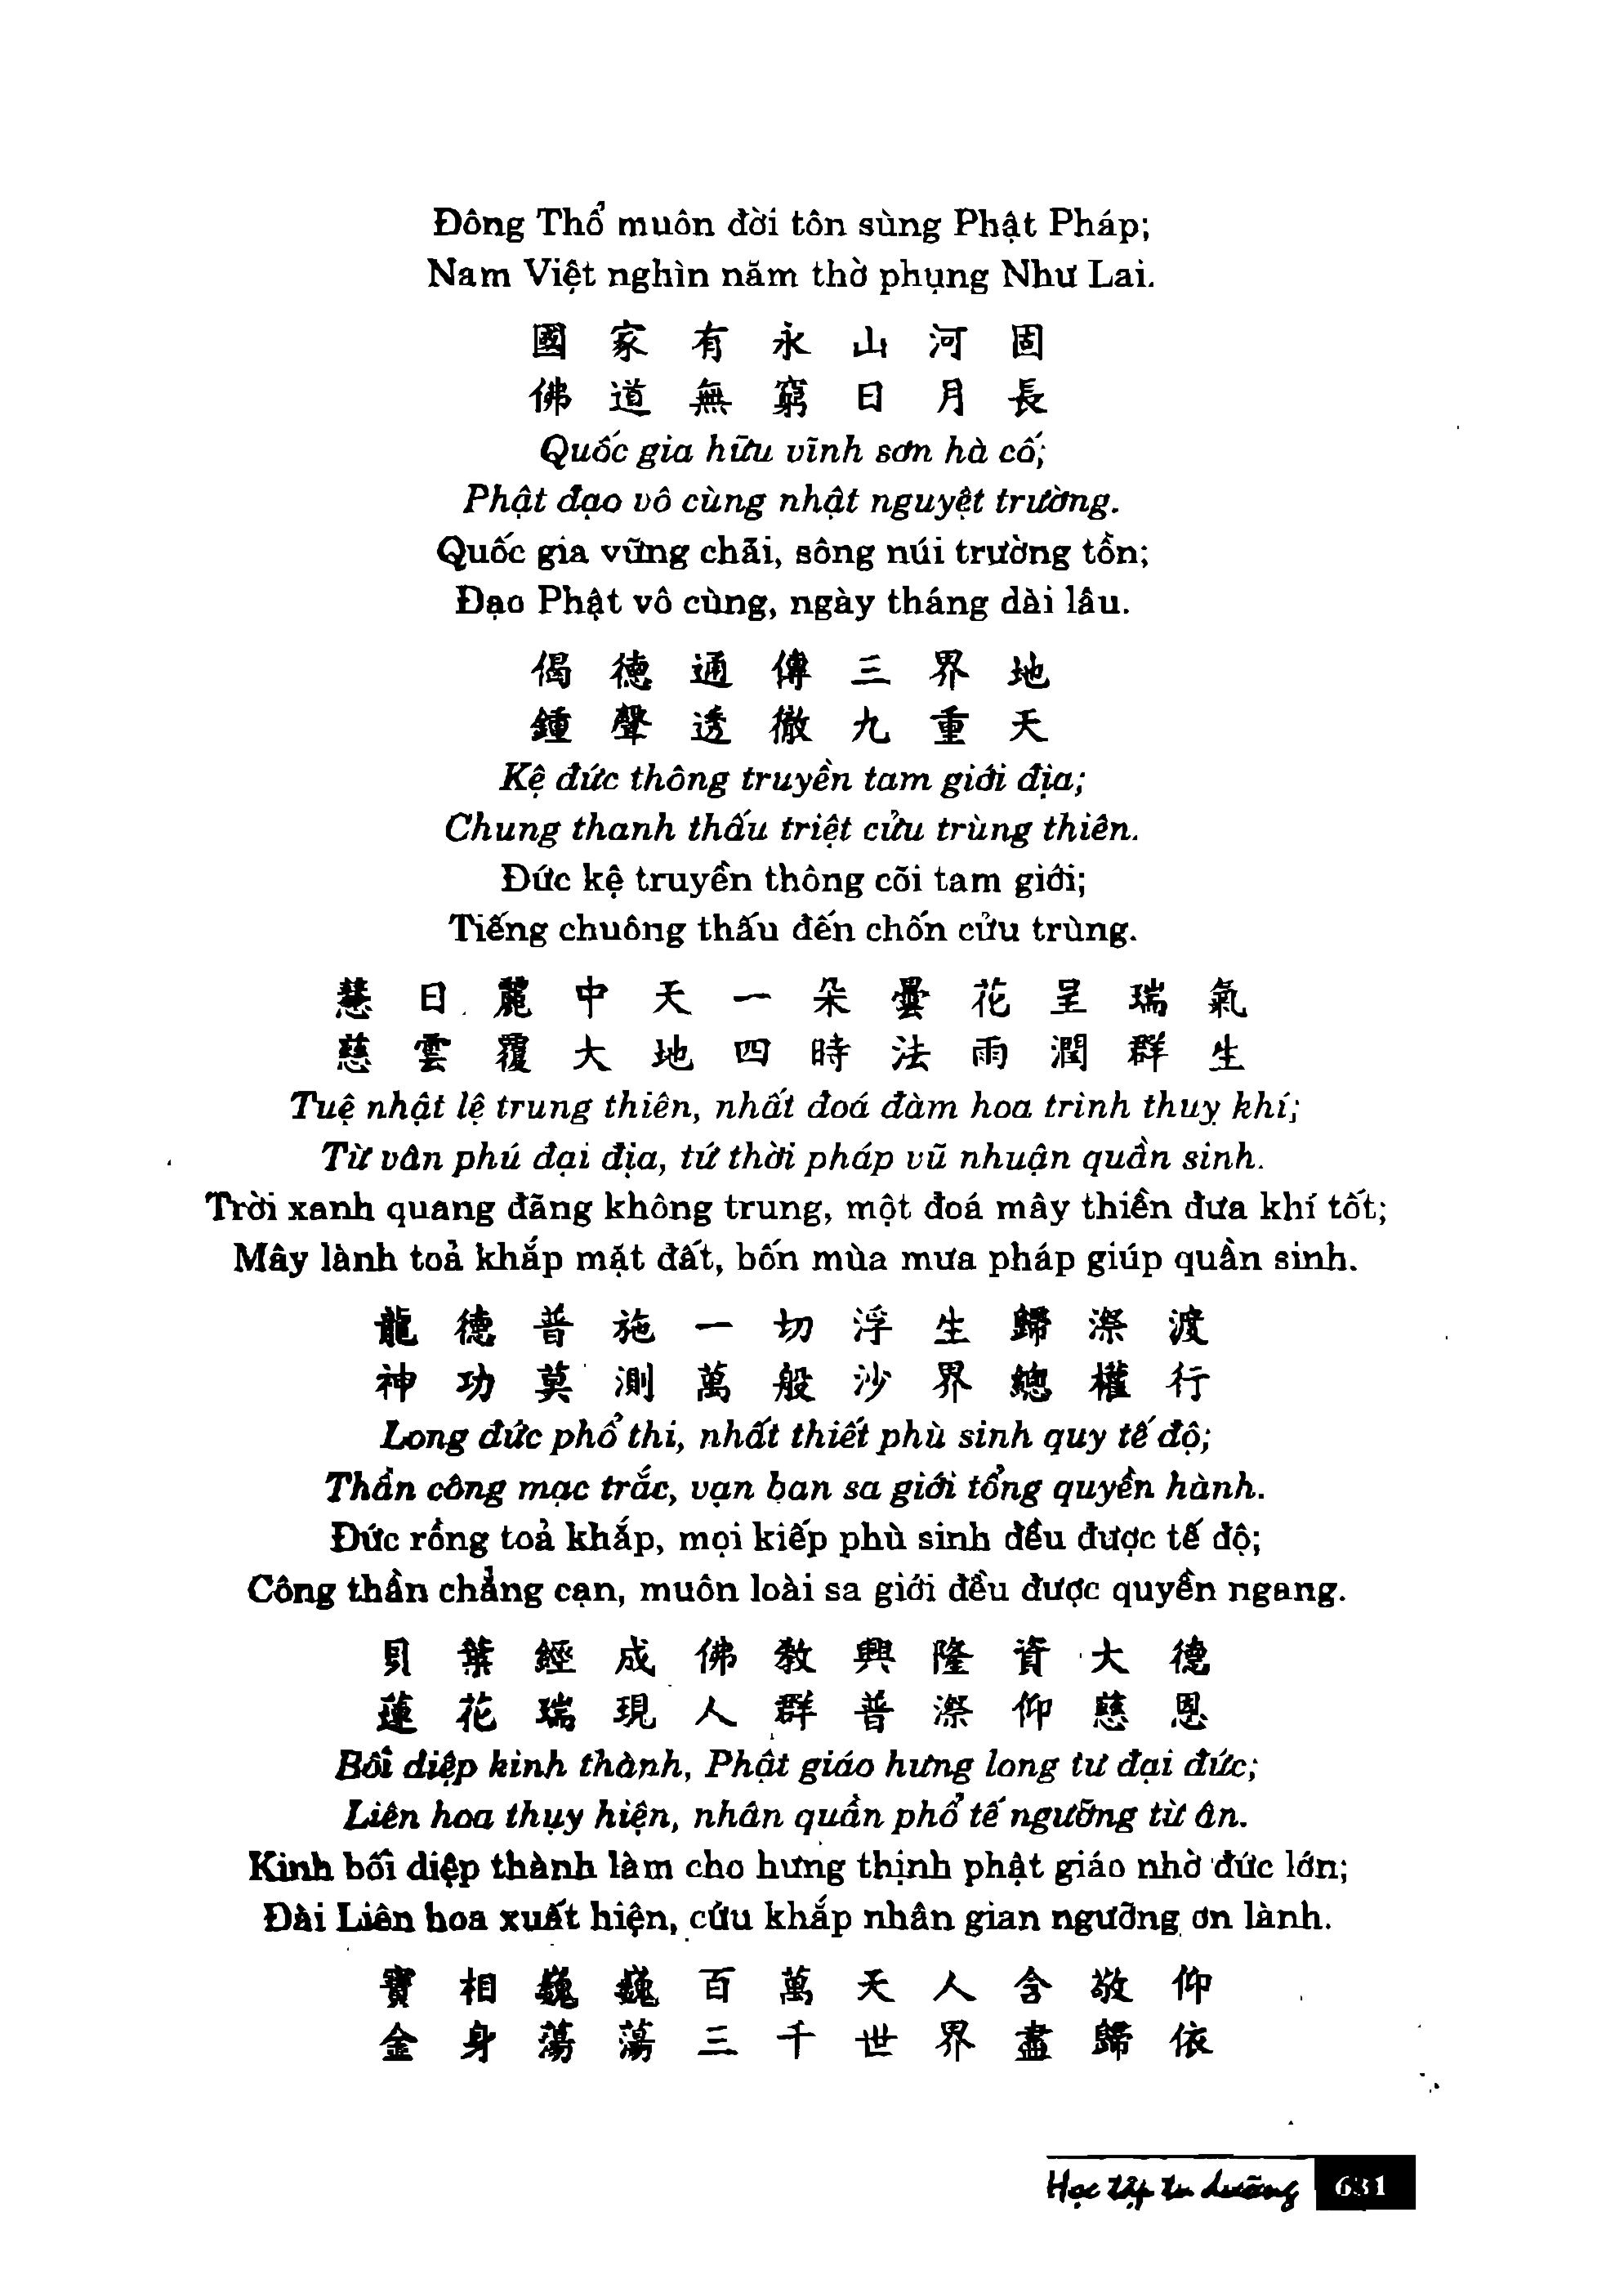 Đông Thổ muôn đời tôn sùng Phật Pháp;
Nam Việt nghìn năm thờ phụng Như Lai.
國家有永山河固
佛道無窮日月長
Quốc gia hữu vĩnh sơn hà cố;
Phật đạo vô cùng nhật nguyệt trường.
Quốc gia vững chãi, sông núi trường tồn;
Đạo Phật vô cùng, ngày tháng dài lâu.
偈德通傳三界地
鍾聲透徹九重天
Kệ đức thông truyền tam giới địa;
Chung thanh thấu triệt cửu trùng thiên.
Đức kệ truyền thông cõi tam giới;
Tiếng chuông thấu đến chốn cửu trùng.
慧日麗中天一朵曇花呈瑞氣
慈雲覆大地四時法雨潤群生
Tuệ nhật lệ trung thiên, nhất đoá đàm hoa trình thuỵ khí;
Từ vân phú đại địa, tứ thời pháp vũ nhuận quần sinh.
Trời xanh quang đãng không trung, một đoá mây thiền đưa khí tốt;
Mây lành toả khắp mặt đất, bốn mùa mưa pháp giúp quần sinh.
龍德普施一切浮生歸漈渡
神功莫測萬般沙界總權行
Long đức phổ thi, nhất thiết phù sinh quy tế độ;
Thần công mạc trắc, vạn ban sa giới tổng quyền hành.
Đức rồng toả khắp, mọi kiếp phù sinh đều được tế độ;
Công thần chẳng cạn, muôn loài sa giới đều được quyền ngang.
貝葉經成佛教興隆資大德
蓮花瑞現人群普漈仰慈恩
Bối diệp kinh thành, Phật giáo hưng long tư đại đức;
Liên hoa thụy hiện, nhân quần phổ tế ngưỡng từ ân.
Kinh bối diệp thành làm cho hưng thịnh phật giáo nhờ đức lớn;
Đài Liên hoa xuất hiện, cứu khắp nhân gian ngưỡng ơn lành.
寶相巍巍百萬天人含敬仰
金身蕩蕩三千世界盡歸依
Học tập tu dưỡng 631